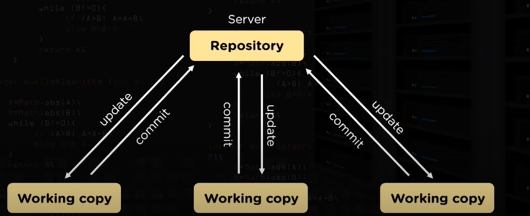 Server
Repository
update
commit
commit
update
commit
update
Working copy
Working copy
Working copy